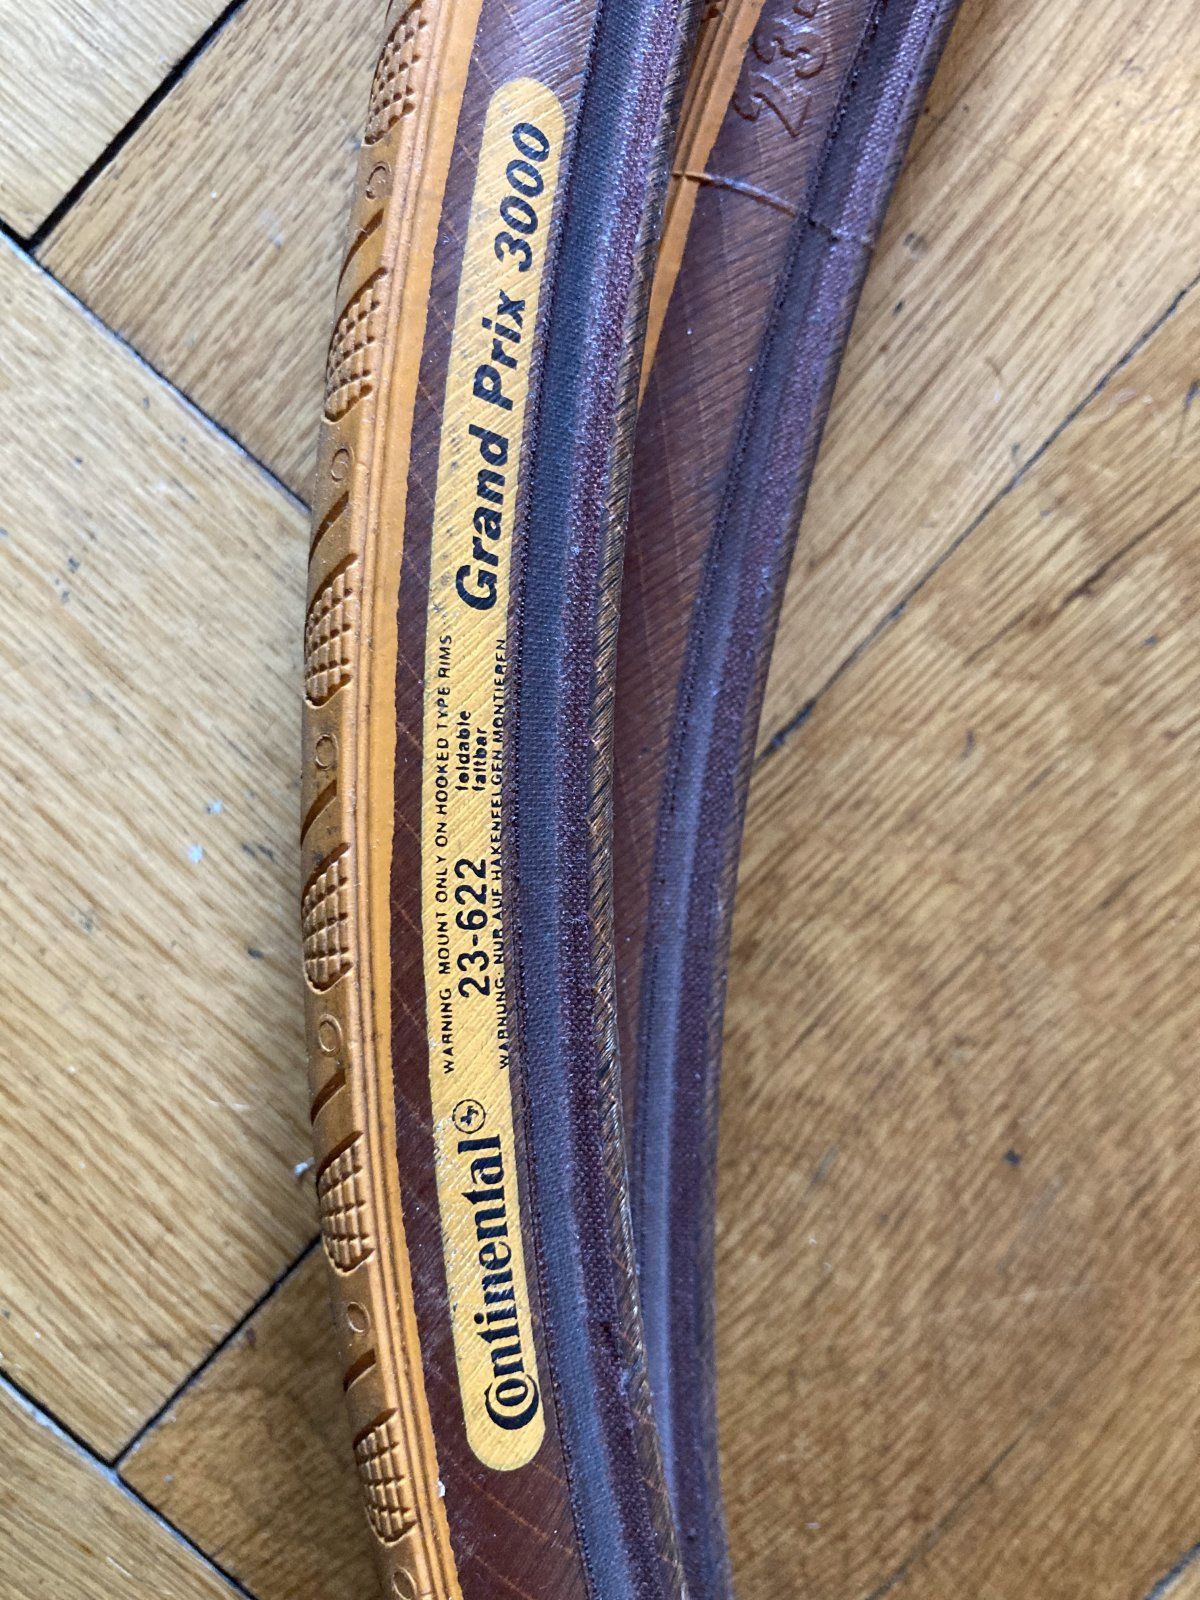 Continental
WARNING MOUNT ONLY ON HOOKED TYPE RIMS
23-622
foldable
faltbar
WARNUNG: NUR AUF HAKENFELGEN MONTIEREN
Grand Prix 3000
23-